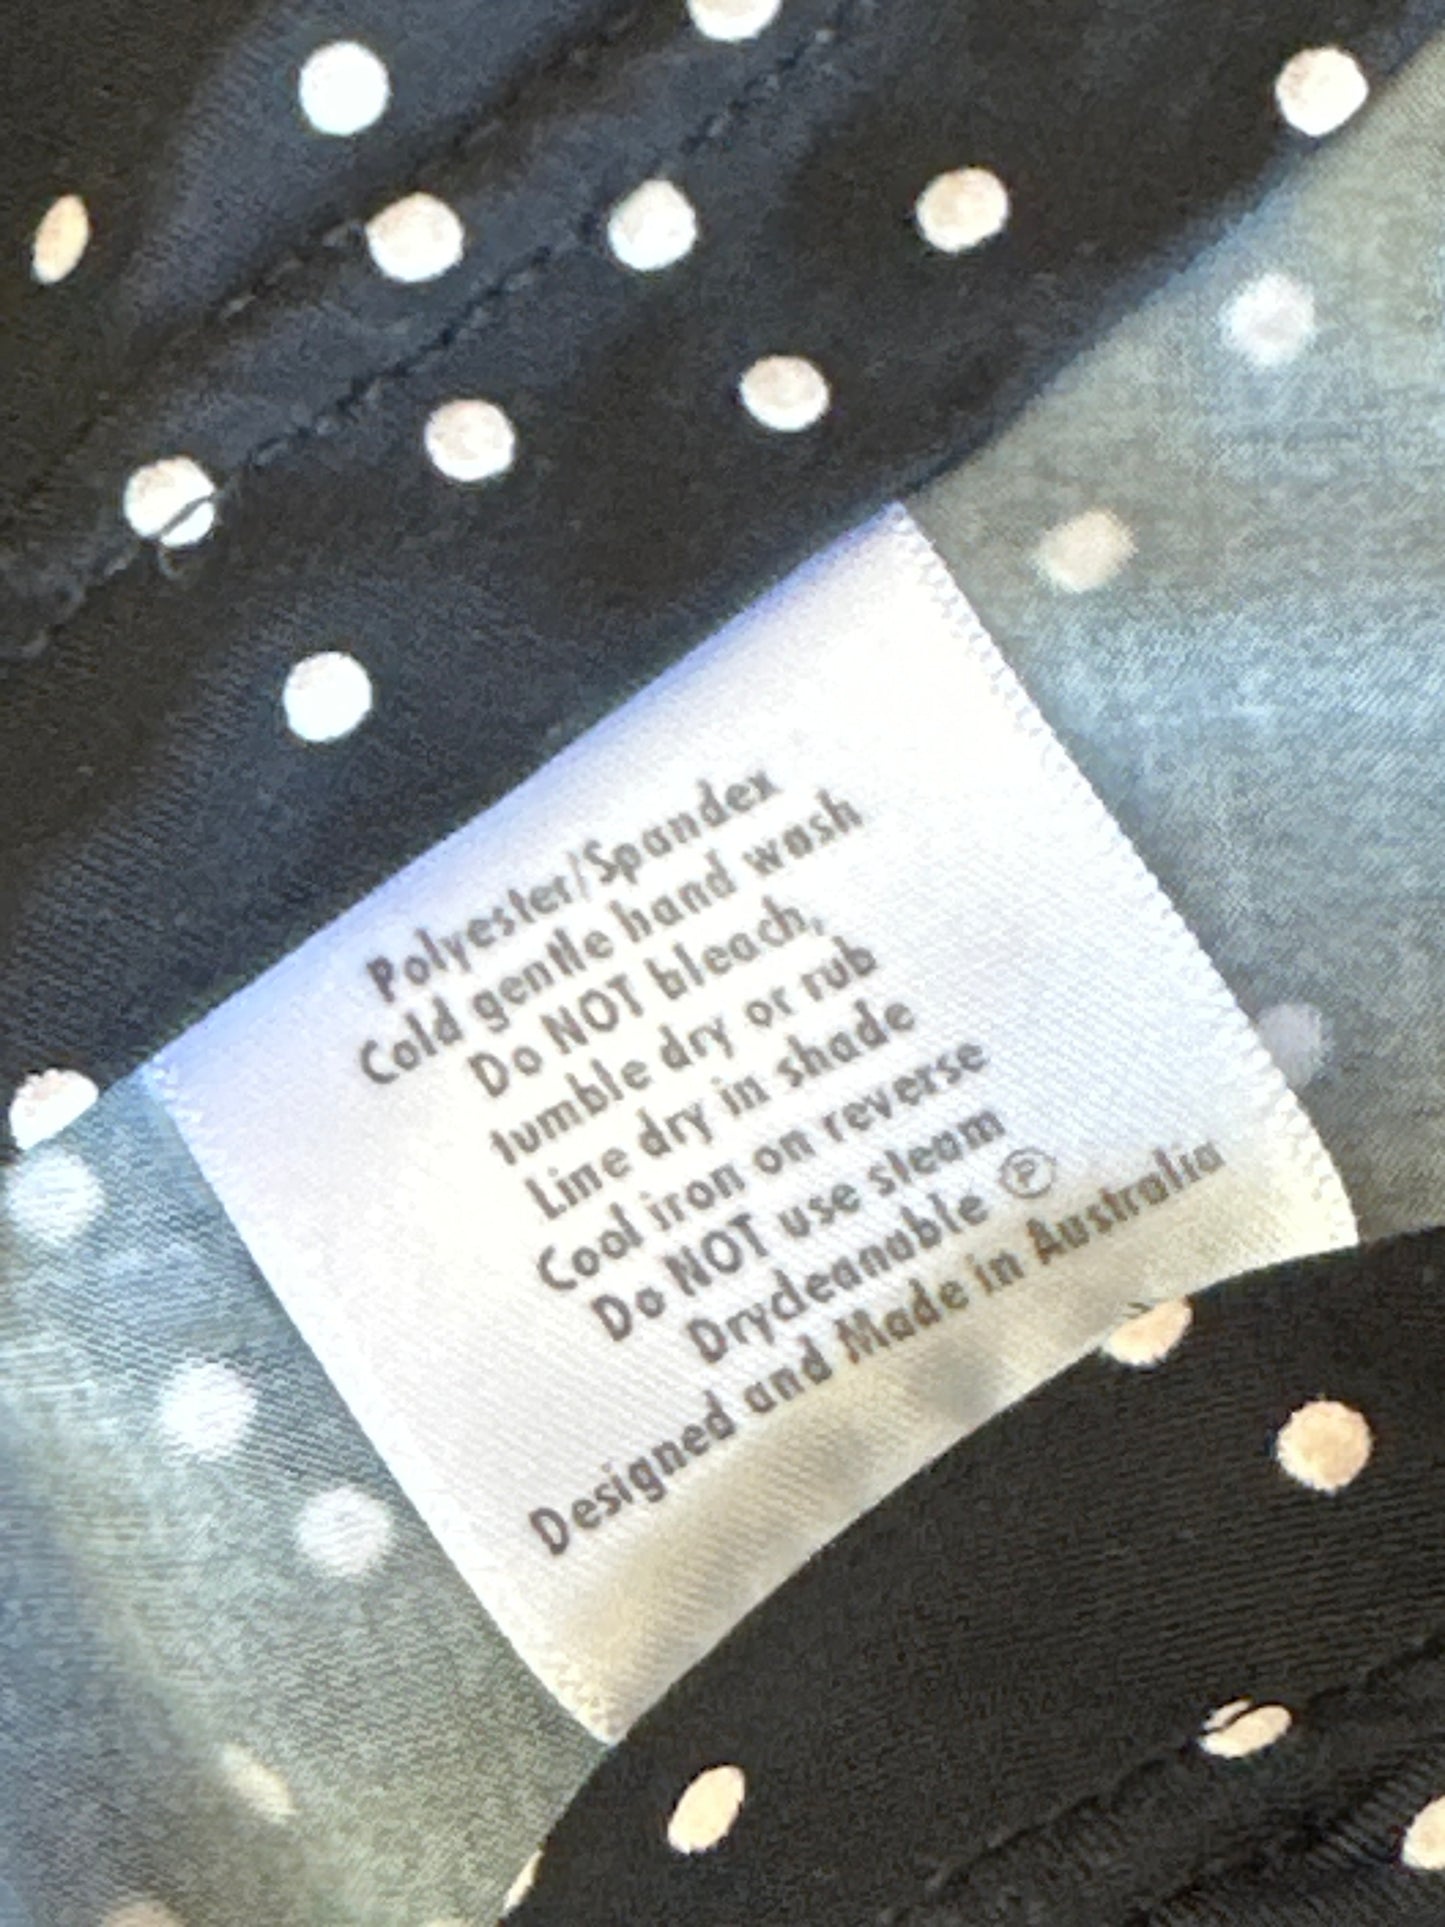 Polyester/Spandex
Cold gentle hand wash
Do NOT bleach,
tumble dry or rub
Line dry in shade
Cool iron on reverse
Do NOT use steam
Drycleanable Ⓟ
Designed and Made in Australia